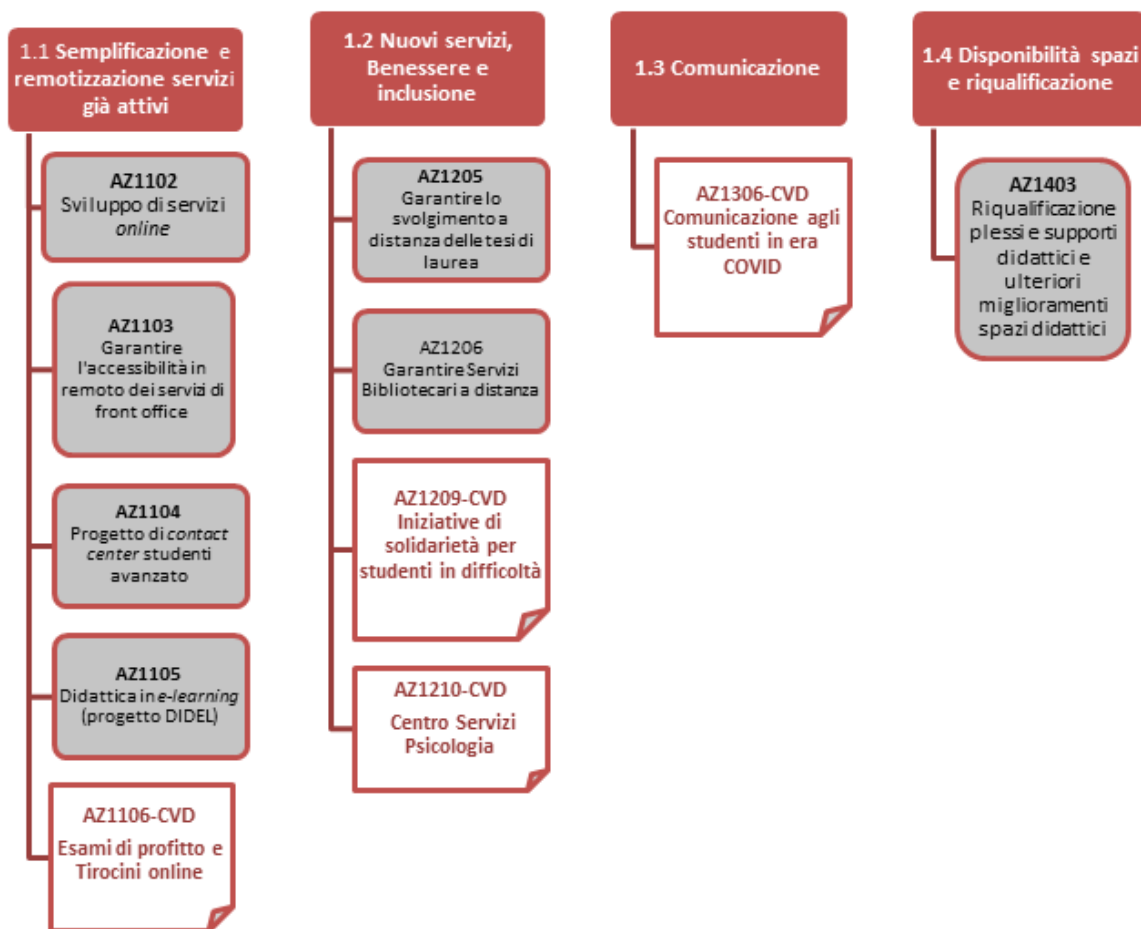 1.1 Semplificazione e
remotizzazione servizi
già attivi
AZ1102
Sviluppo di servizi
online
AZ1103
Garantire
l'accessibilità in
remoto dei servizi di
front office
AZ1104
Progetto di contact
center studenti
avanzato
AZ1105
Didattica in e-learning
(progetto DIDEL)
AZ1106-CVD
Esami di profitto e
Tirocini online
1.2 Nuovi servizi,
Benessere e
inclusione
AZ1205
Garantire lo
svolgimento a
distanza delle tesi di
laurea
AZ1206
Garantire Servizi
Bibliotecari a distanza
AZ1209-CVD
Iniziative di
solidarietà per
studenti in difficoltà
AZ1210-CVD
Centro Servizi
Psicologia
1.3 Comunicazione
AZ1306-CVD
Comunicazione agli
studenti in era
COVID
1.4 Disponibilità spazi
e riqualificazione
AZ1403
Riqualificazione
plessi e supporti
didattici e
ulteriori
miglioramenti
spazi didattici